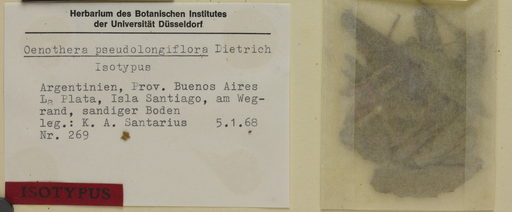 Herbarium des Botanischen Institutes
der Universität Düsseldorf
Oenothera pseudolongiflora Dietrich
Isotypus
Argentinien, Prov. Buenos Aires
La Plata, Isla Santiago, am Weg-
rand, sandiger Boden
leg.: K. A. Santarius 5.1.68
Nr. 269
ISOTYPUS